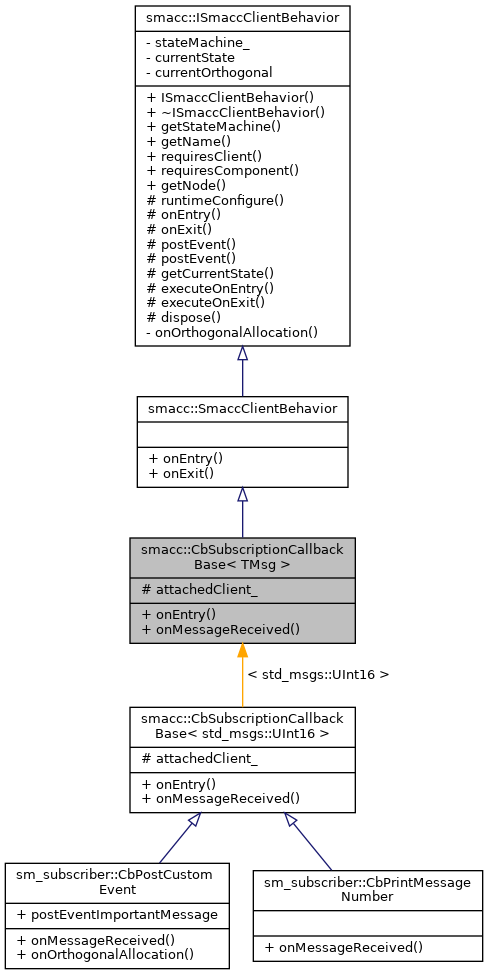 smacc::ISmaccClientBehavior
- stateMachine_
- currentState
- currentOrthogonal
+ ISmaccClientBehavior()
+ ~ISmaccClientBehavior()
+ getStateMachine()
+ getName()
+ requiresClient()
+ requiresComponent()
+ getNode()
# runtimeConfigure()
# onEntry()
# onExit()
# postEvent()
# postEvent()
# getCurrentState()
# executeOnEntry()
# executeOnExit()
# dispose()
- onOrthogonalAllocation()
smacc::SmaccClientBehavior
+ onEntry()
+ onExit()
smacc::CbSubscriptionCallback
Base< TMsg >
# attachedClient_
+ onEntry()
+ onMessageReceived()
< std_msgs::UInt16 >
smacc::CbSubscriptionCallback
Base< std_msgs::UInt16 >
# attachedClient_
+ onEntry()
+ onMessageReceived()
sm_subscriber::CbPostCustom
Event
+ postEventImportantMessage
+ onMessageReceived()
+ onOrthogonalAllocation()
sm_subscriber::CbPrintMessage
Number
+ onMessageReceived()